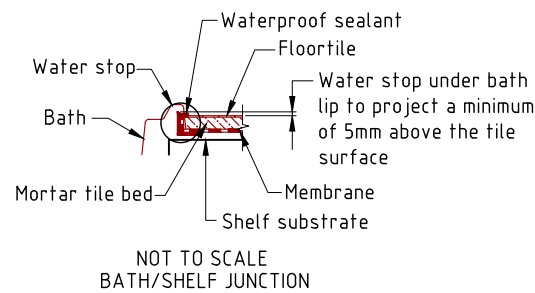 Waterproof sealant
Floortile
Water stop
Water stop under bath
lip to project a minimum
of 5mm above the tile
surface
Bath
Mortar tile bed
Membrane
Shelf substrate
NOT TO SCALE
BATH/SHELF JUNCTION